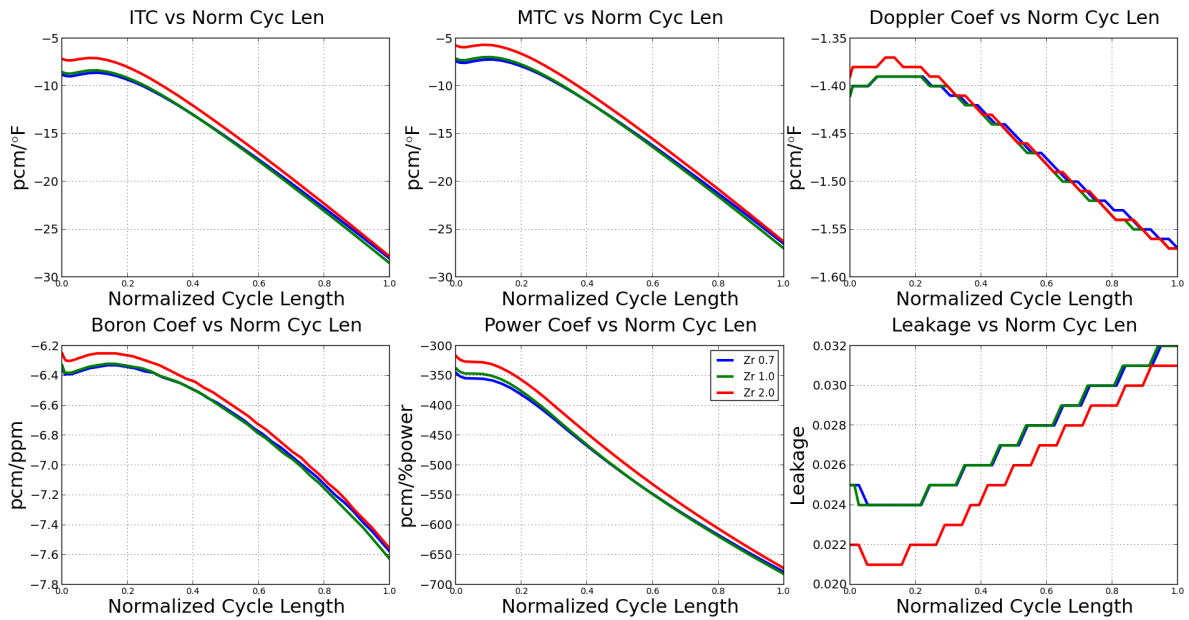 ITC vs Norm Cyc Len
MTC vs Norm Cyc Len
Doppler Coef vs Norm Cyc Len
−5
−10
−15
−20
−25
−30
pcm/°F
0.0 0.2 0.4 0.6 0.8 1.0
Normalized Cycle Length
−5
−10
−15
−20
−25
−30
pcm/°F
0.0 0.2 0.4 0.6 0.8 1.0
Normalized Cycle Length
−1.35
−1.40
−1.45
−1.50
−1.55
−1.60
pcm/°F
0.0 0.2 0.4 0.6 0.8 1.0
Normalized Cycle Length
Boron Coef vs Norm Cyc Len
Power Coef vs Norm Cyc Len
Leakage vs Norm Cyc Len
−6.2
−6.4
−6.6
−6.8
−7.0
−7.2
−7.4
−7.6
−7.8
pcm/ppm
0.0 0.2 0.4 0.6 0.8 1.0
Normalized Cycle Length
−300
−350
−400
−450
−500
−550
−600
−650
−700
pcm/%power
Zr 0.7
Zr 1.0
Zr 2.0
0.0 0.2 0.4 0.6 0.8 1.0
Normalized Cycle Length
0.032
0.030
0.028
0.026
0.024
0.022
0.020
Leakage
0.0 0.2 0.4 0.6 0.8 1.0
Normalized Cycle Length